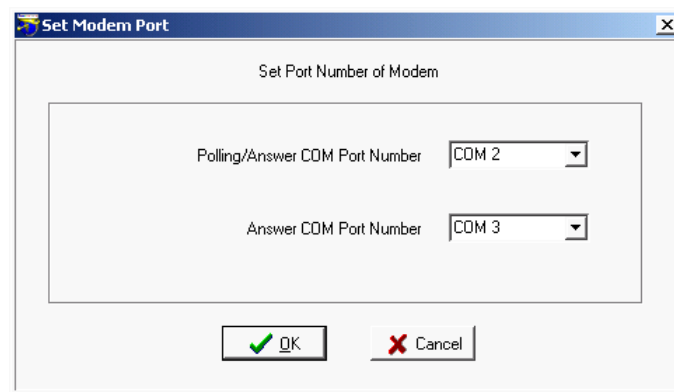 Set Modem Port
Set Port Number of Modem
Polling/Answer COM Port Number COM 2
Answer COM Port Number COM 3
OK Cancel